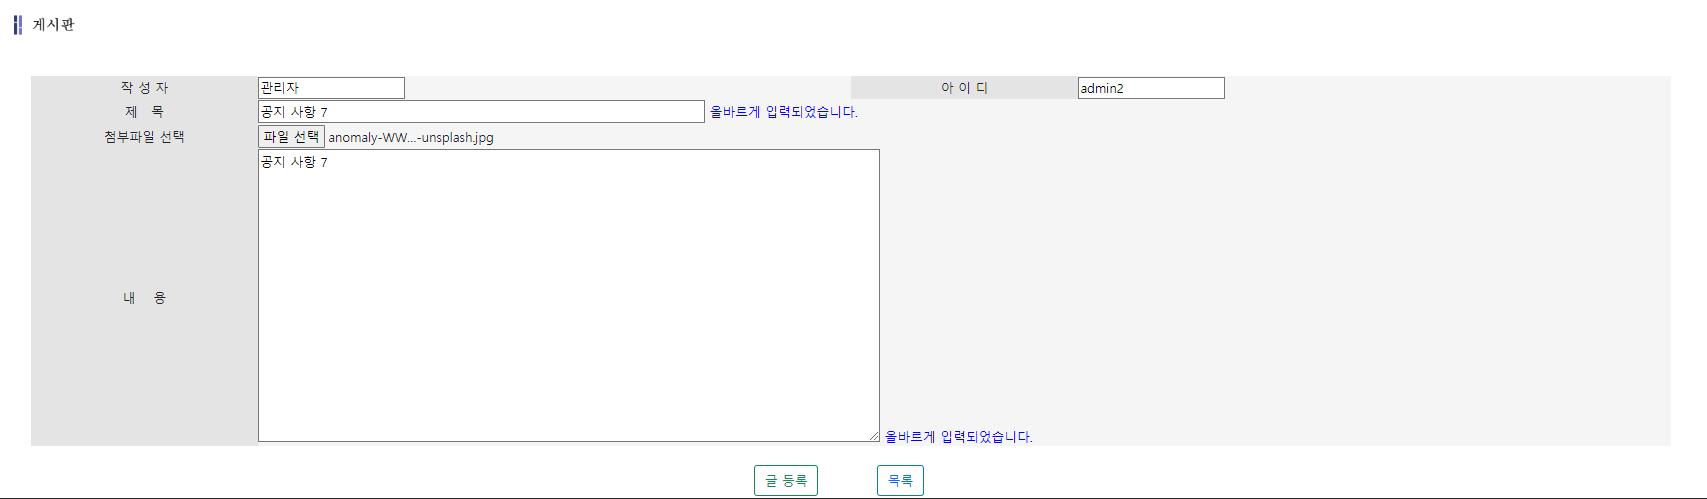 게시판
작 성 자 관리자 아 이 디 admin2
제 목 공지 사항 7 올바르게 입력되었습니다.
첨부파일 선택 파일 선택 anomaly-WW...-unsplash.jpg
공지 사항 7
내 용
올바르게 입력되었습니다.
글 등록 목록